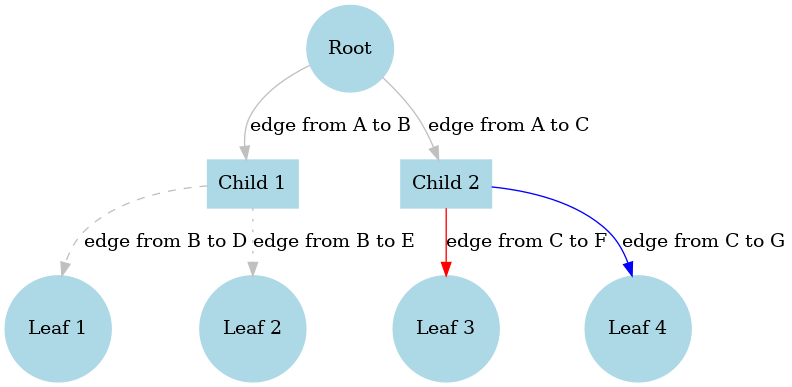 Root
edge from A to B
edge from A to C
Child 1
Child 2
edge from B to D
edge from B to E
edge from C to F
edge from C to G
Leaf 1
Leaf 2
Leaf 3
Leaf 4